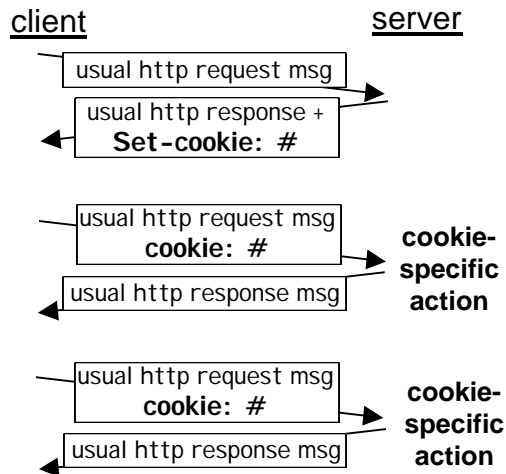 client
server
usual http request msg
usual http response +
Set-cookie: #
usual http request msg
cookie: #
cookie-
specific
action
usual http response msg
usual http request msg
cookie: #
cookie-
specific
action
usual http response msg